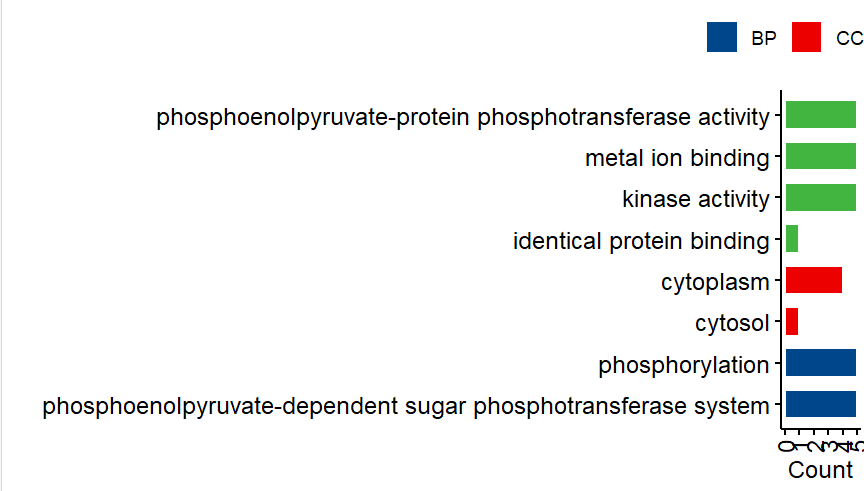 BP CC
phosphoenolpyruvate-protein phosphotransferase activity
metal ion binding
kinase activity
identical protein binding
cytoplasm
cytosol
phosphorylation
phosphoenolpyruvate-dependent sugar phosphotransferase system
0 1 2 3 4 5
Count